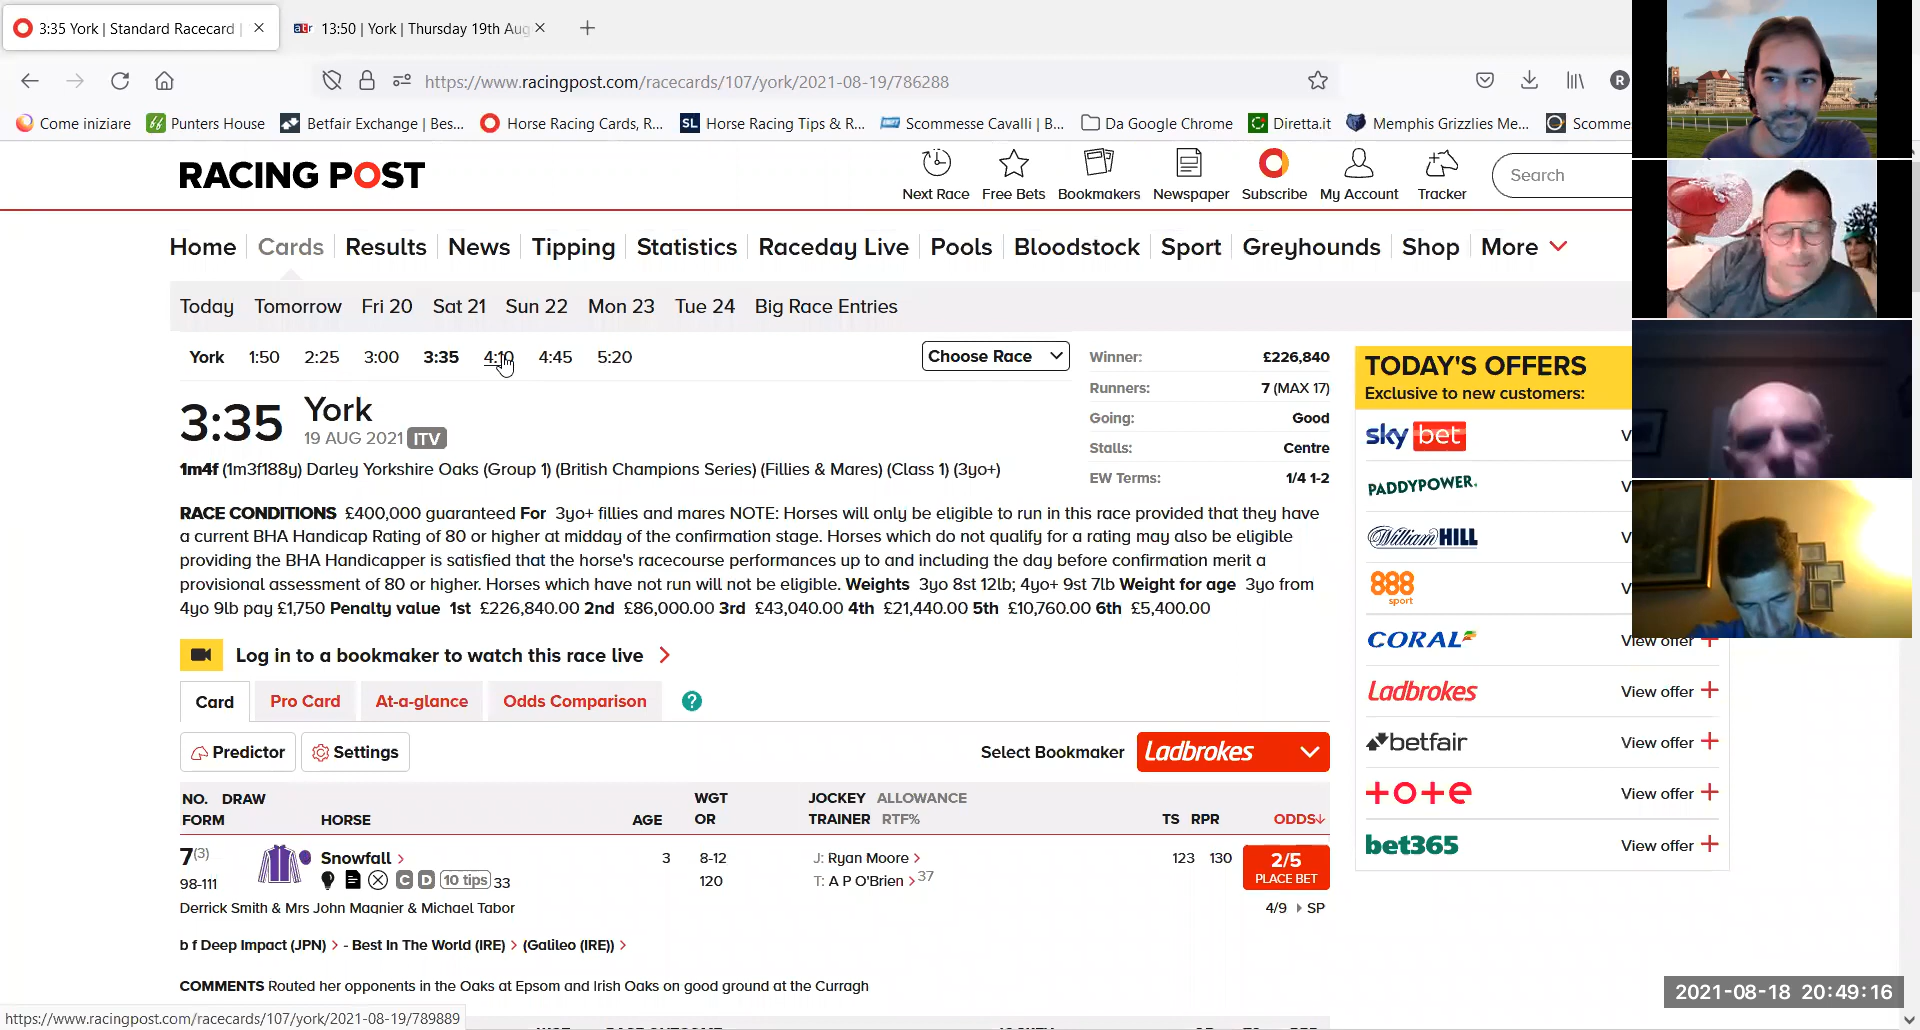 3:35 York | Standard Racecard |
atr 13:50 | York | Thursday 19th Aug
https://www.racingpost.com/racecards/107/york/2021-08-19/786288
R
Come iniziare Punters House Betfair Exchange | Bes... Horse Racing Cards, R... SL Horse Racing Tips & R... Scommesse Cavalli | B... Da Google Chrome Diretta.it Memphis Grizzlies Me... Scomme
RACING POST
Next Race Free Bets Bookmakers Newspaper Subscribe My Account Tracker
Search
Home Cards Results News Tipping Statistics Raceday Live Pools Bloodstock Sport Greyhounds Shop More
Today Tomorrow Fri 20 Sat 21 Sun 22 Mon 23 Tue 24 Big Race Entries
York 1:50 2:25 3:00 3:35 4:10 4:45 5:20
Choose Race
3:35 York
19 AUG 2021 ITV
1m4f (1m3f188y) Darley Yorkshire Oaks (Group 1) (British Champions Series) (Fillies & Mares) (Class 1) (3yo+)
Winner: £226,840
Runners: 7 (MAX 17)
Going: Good
Stalls: Centre
EW Terms: 1/4 1-2
RACE CONDITIONS £400,000 guaranteed For 3yo+ fillies and mares NOTE: Horses will only be eligible to run in this race provided that they have
a current BHA Handicap Rating of 80 or higher at midday of the confirmation stage. Horses which do not qualify for a rating may also be eligible
providing the BHA Handicapper is satisfied that the horse's racecourse performances up to and including the day before confirmation merit a
provisional assessment of 80 or higher. Horses which have not run will not be eligible. Weights 3yo 8st 12lb; 4yo+ 9st 7lb Weight for age 3yo from
4yo 9lb pay £1,750 Penalty value 1st £226,840.00 2nd £86,000.00 3rd £43,040.00 4th £21,440.00 5th £10,760.00 6th £5,400.00
Log in to a bookmaker to watch this race live
Card Pro Card At-a-glance Odds Comparison ?
Predictor Settings
Select Bookmaker Ladbrokes
NO. DRAW
FORM HORSE AGE
WGT
OR
JOCKEY ALLOWANCE
TRAINER RTF%
TS RPR ODDS
7(3) Snowfall 3 8-12 J: Ryan Moore 123 130 2/5
PLACE BET
98-111 C D 10 tips 33 120 T: A P O'Brien 37
Derrick Smith & Mrs John Magnier & Michael Tabor 4/9 SP
b f Deep Impact (JPN) - Best In The World (IRE) (Galileo (IRE))
COMMENTS Routed her opponents in the Oaks at Epsom and Irish Oaks on good ground at the Curragh
https://www.racingpost.com/racecards/107/york/2021-08-19/789889
TODAY'S OFFERS
Exclusive to new customers:
sky bet V
PADDYPOWER. V
William HILL V
888 sport V
CORAL View offer
Ladbrokes View offer
betfair View offer
tote View offer
bet365 View offer
2021-08-18 20:49:16